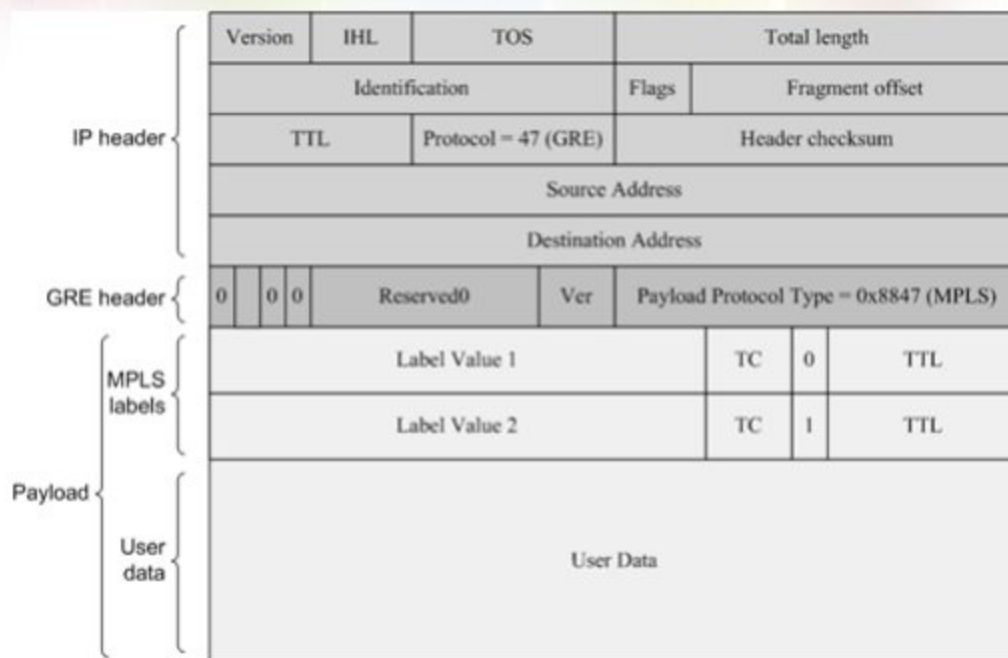 Version IHL TOS Total length
Identification Flags Fragment offset
IP header
TTL Protocol = 47 (GRE) Header checksum
Source Address
Destination Address
GRE header 0 0 0 Reserved0 Ver Payload Protocol Type = 0x8847 (MPLS)
MPLS
labels
Label Value 1 TC 0 TTL
Label Value 2 TC 1 TTL
Payload
User
data
User Data